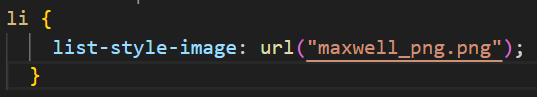 li {
list-style-image: url("maxwell_png.png");
}